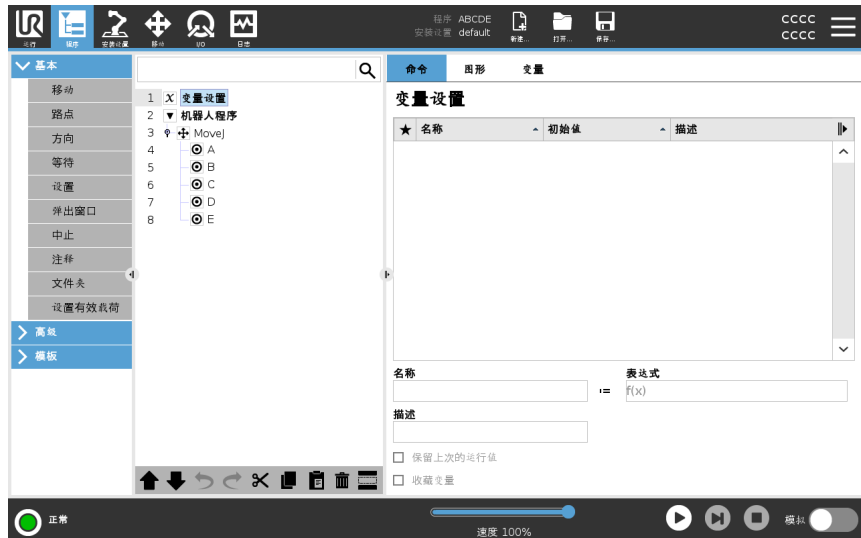 UR
运行
程序
安装设置
移动
I/O
日志
程序 ABCDE
安装设置 default
新建...
打开...
保存...
CCCC
CCCC
基本
移动
路点
方向
等待
设置
弹出窗口
中止
注释
文件夹
设置有效载荷
高级
模板
1 X 变量设置
2 ▼ 机器人程序
3 MoveJ
4 A
5 B
6 C
7 D
8 E
命令 图形 变量
变量设置
名称 初始值 描述
名称 表达式
:= f(x)
描述
保留上次的运行值
收藏变量
正常
速度 100%
模拟